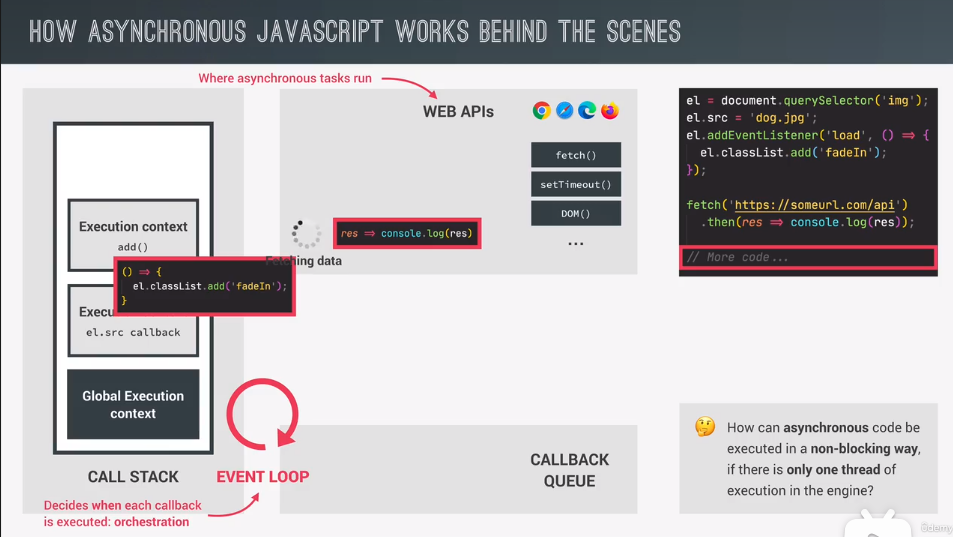 HOW ASYNCHRONOUS JAVASCRIPT WORKS BEHIND THE SCENES
Where asynchronous tasks run
WEB APIs
fetch()
setTimeout()
DOM()
...
res => console.log(res)
Fetching data
Execution context
add()
() => {
el.classList.add('fadeIn');
}
el.src callback
Global Execution
context
CALL STACK
EVENT LOOP
Decides when each callback
is executed: orchestration
CALLBACK
QUEUE
el = document.querySelector('img');
el.src = 'dog.jpg';
el.addEventListener('load', () => {
el.classList.add('fadeIn');
});
fetch('https://someurl.com/api')
.then(res => console.log(res));
// More code...
How can asynchronous code be
executed in a non-blocking way,
if there is only one thread of
execution in the engine?
ûdemy